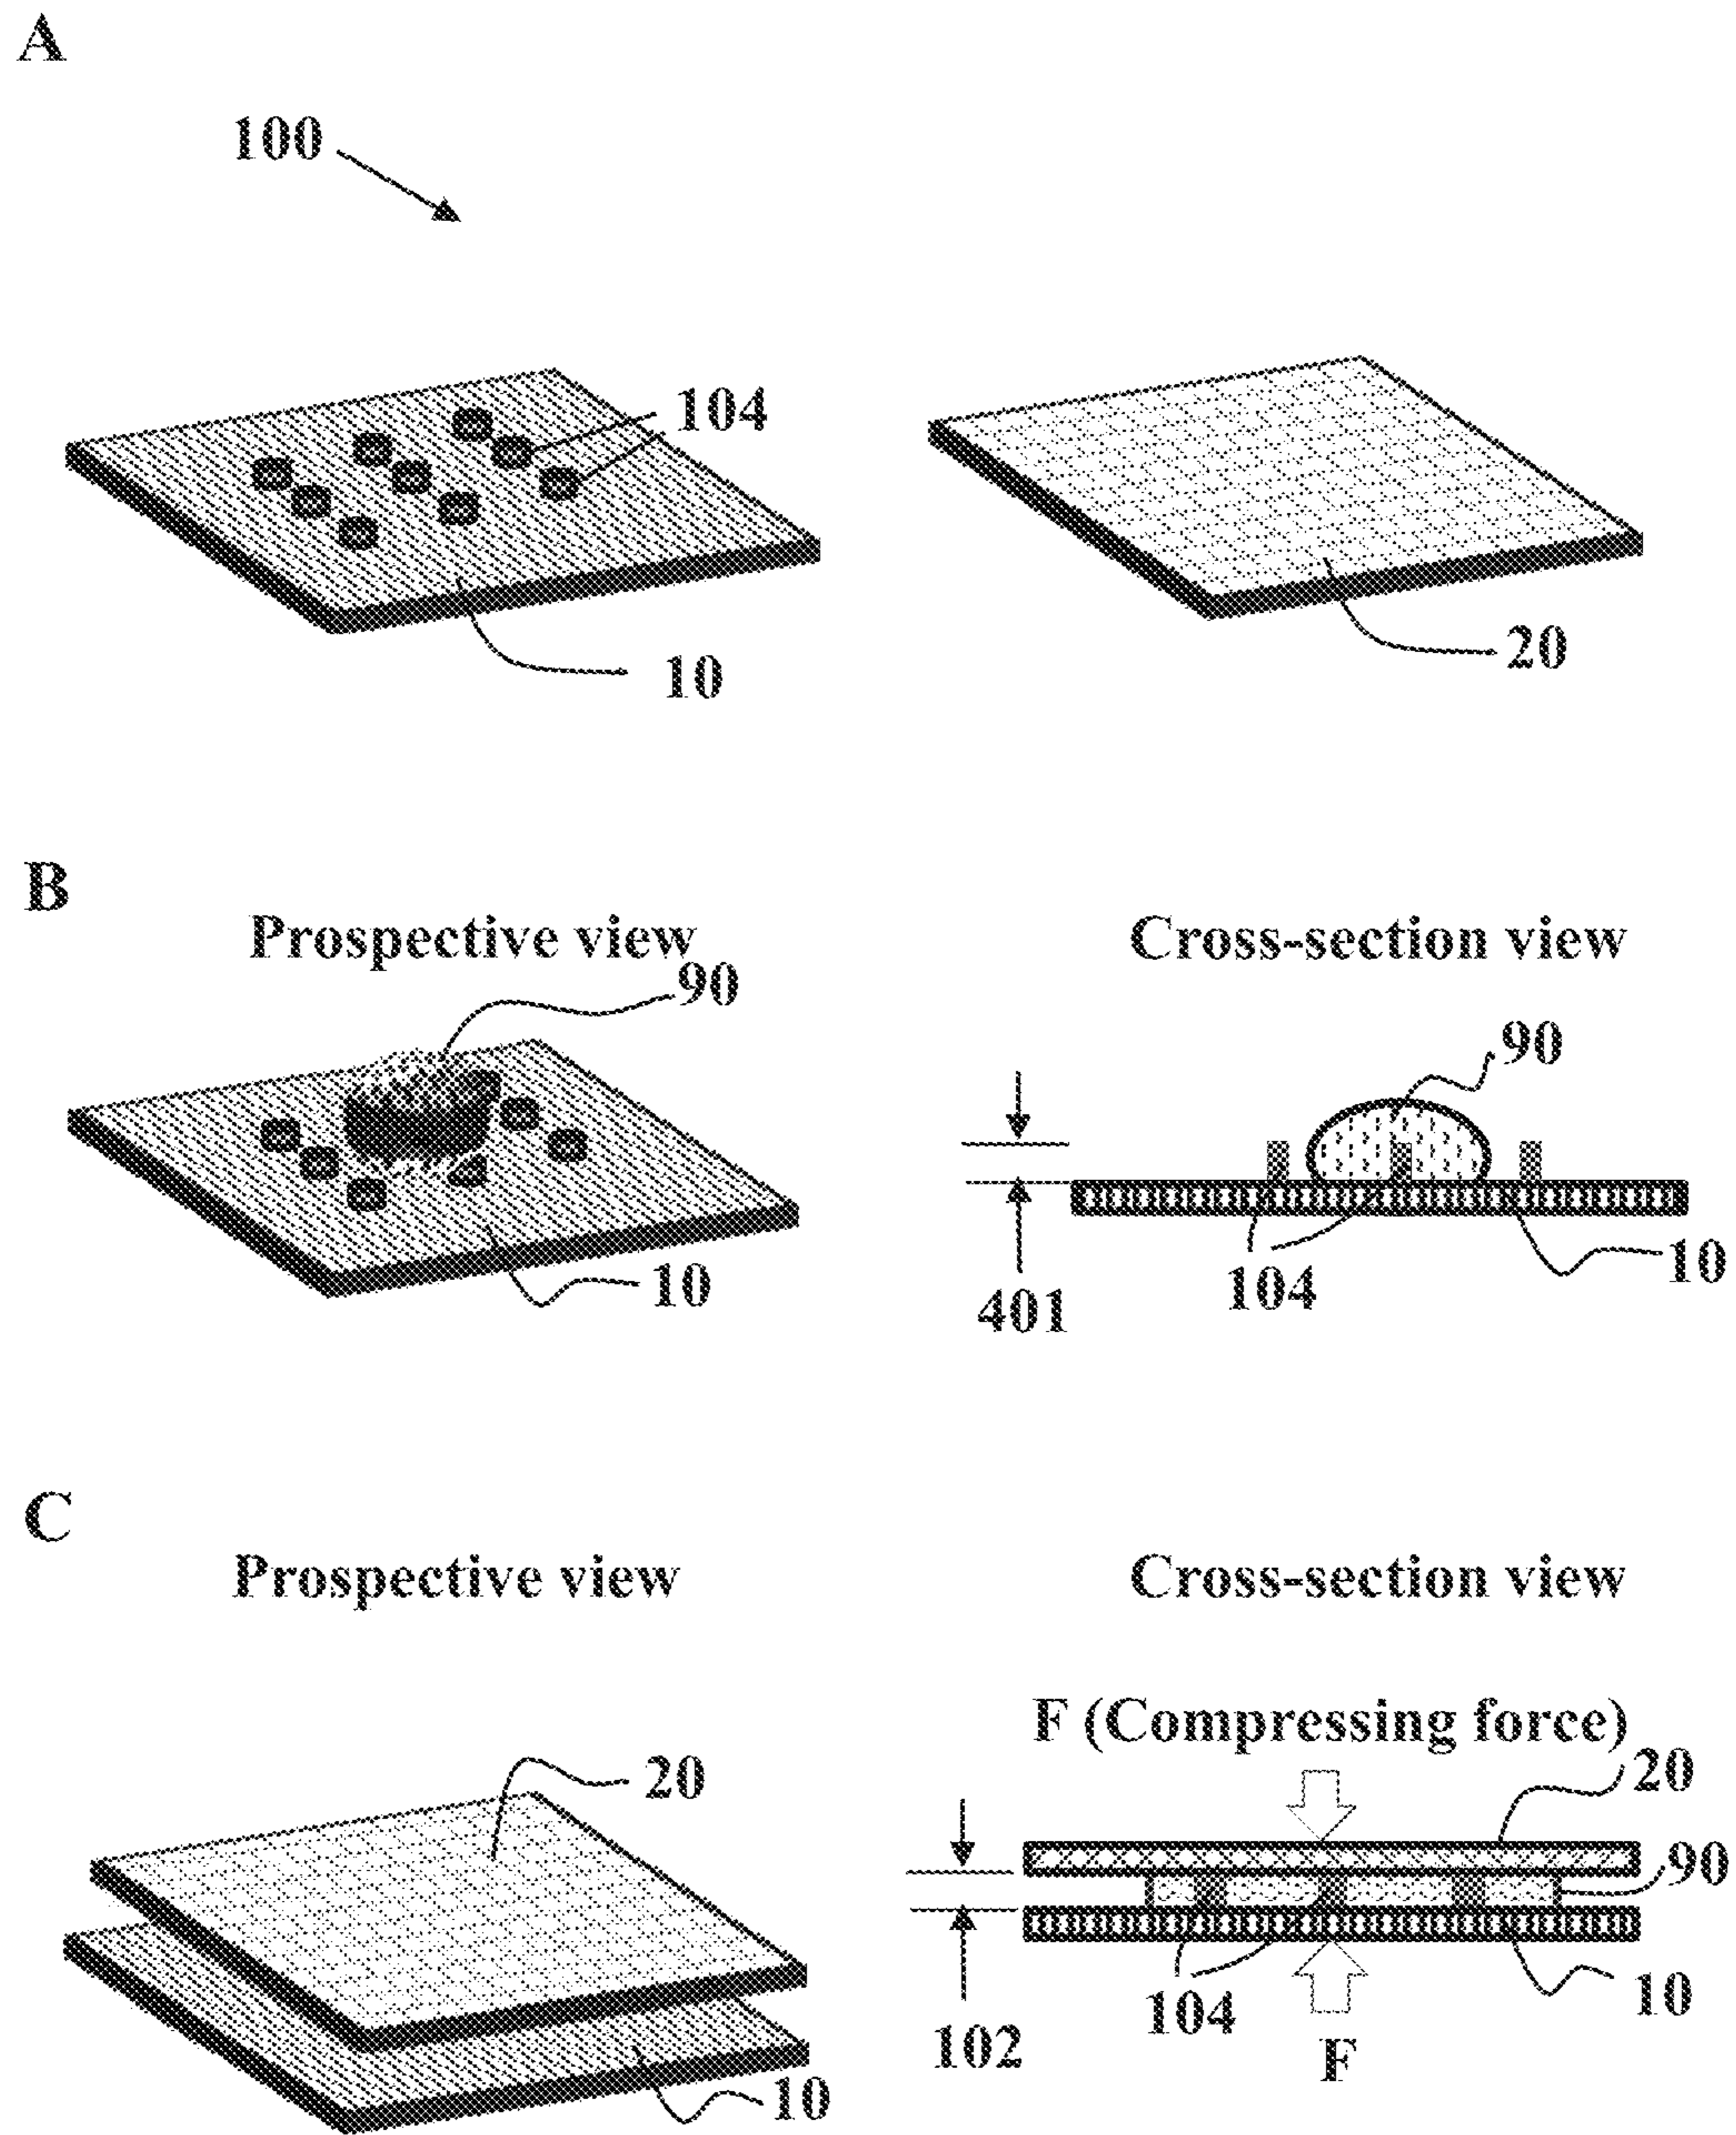 A
100
104
10
20
B
Prospective view
Cross-section view
90
90
10
104
10
401
C
Prospective view
Cross-section view
F (Compressing force)
20
20
90
104
10
102
F
10